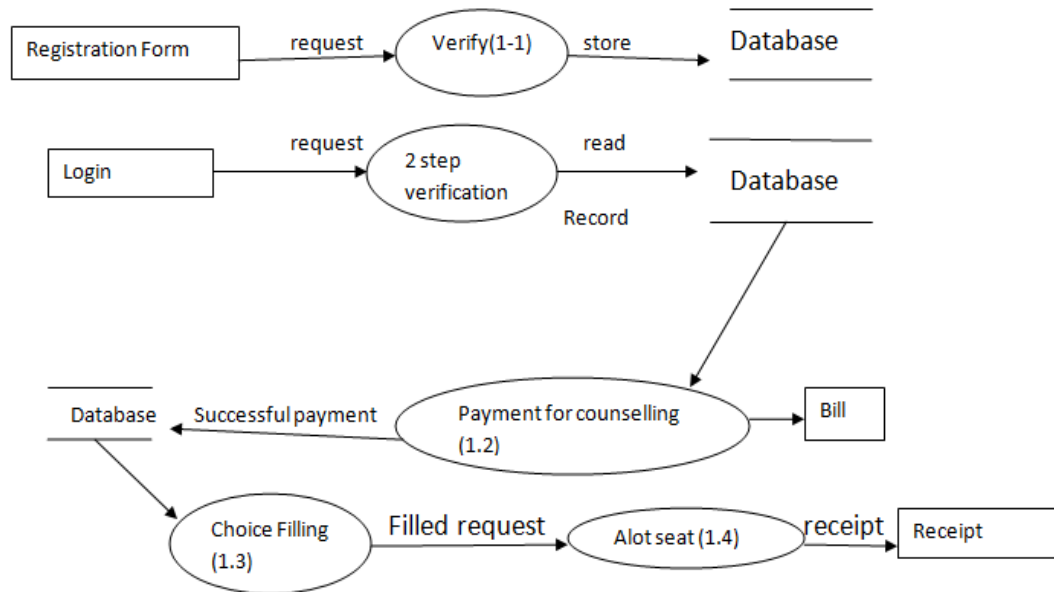 Registration Form
request
Verify(1-1)
store
Database
Login
request
2 step
verification
read
Record
Database
Database
Successful payment
Payment for counselling
(1.2)
Bill
Choice Filling
(1.3)
Filled request
Alot seat (1.4)
receipt
Receipt